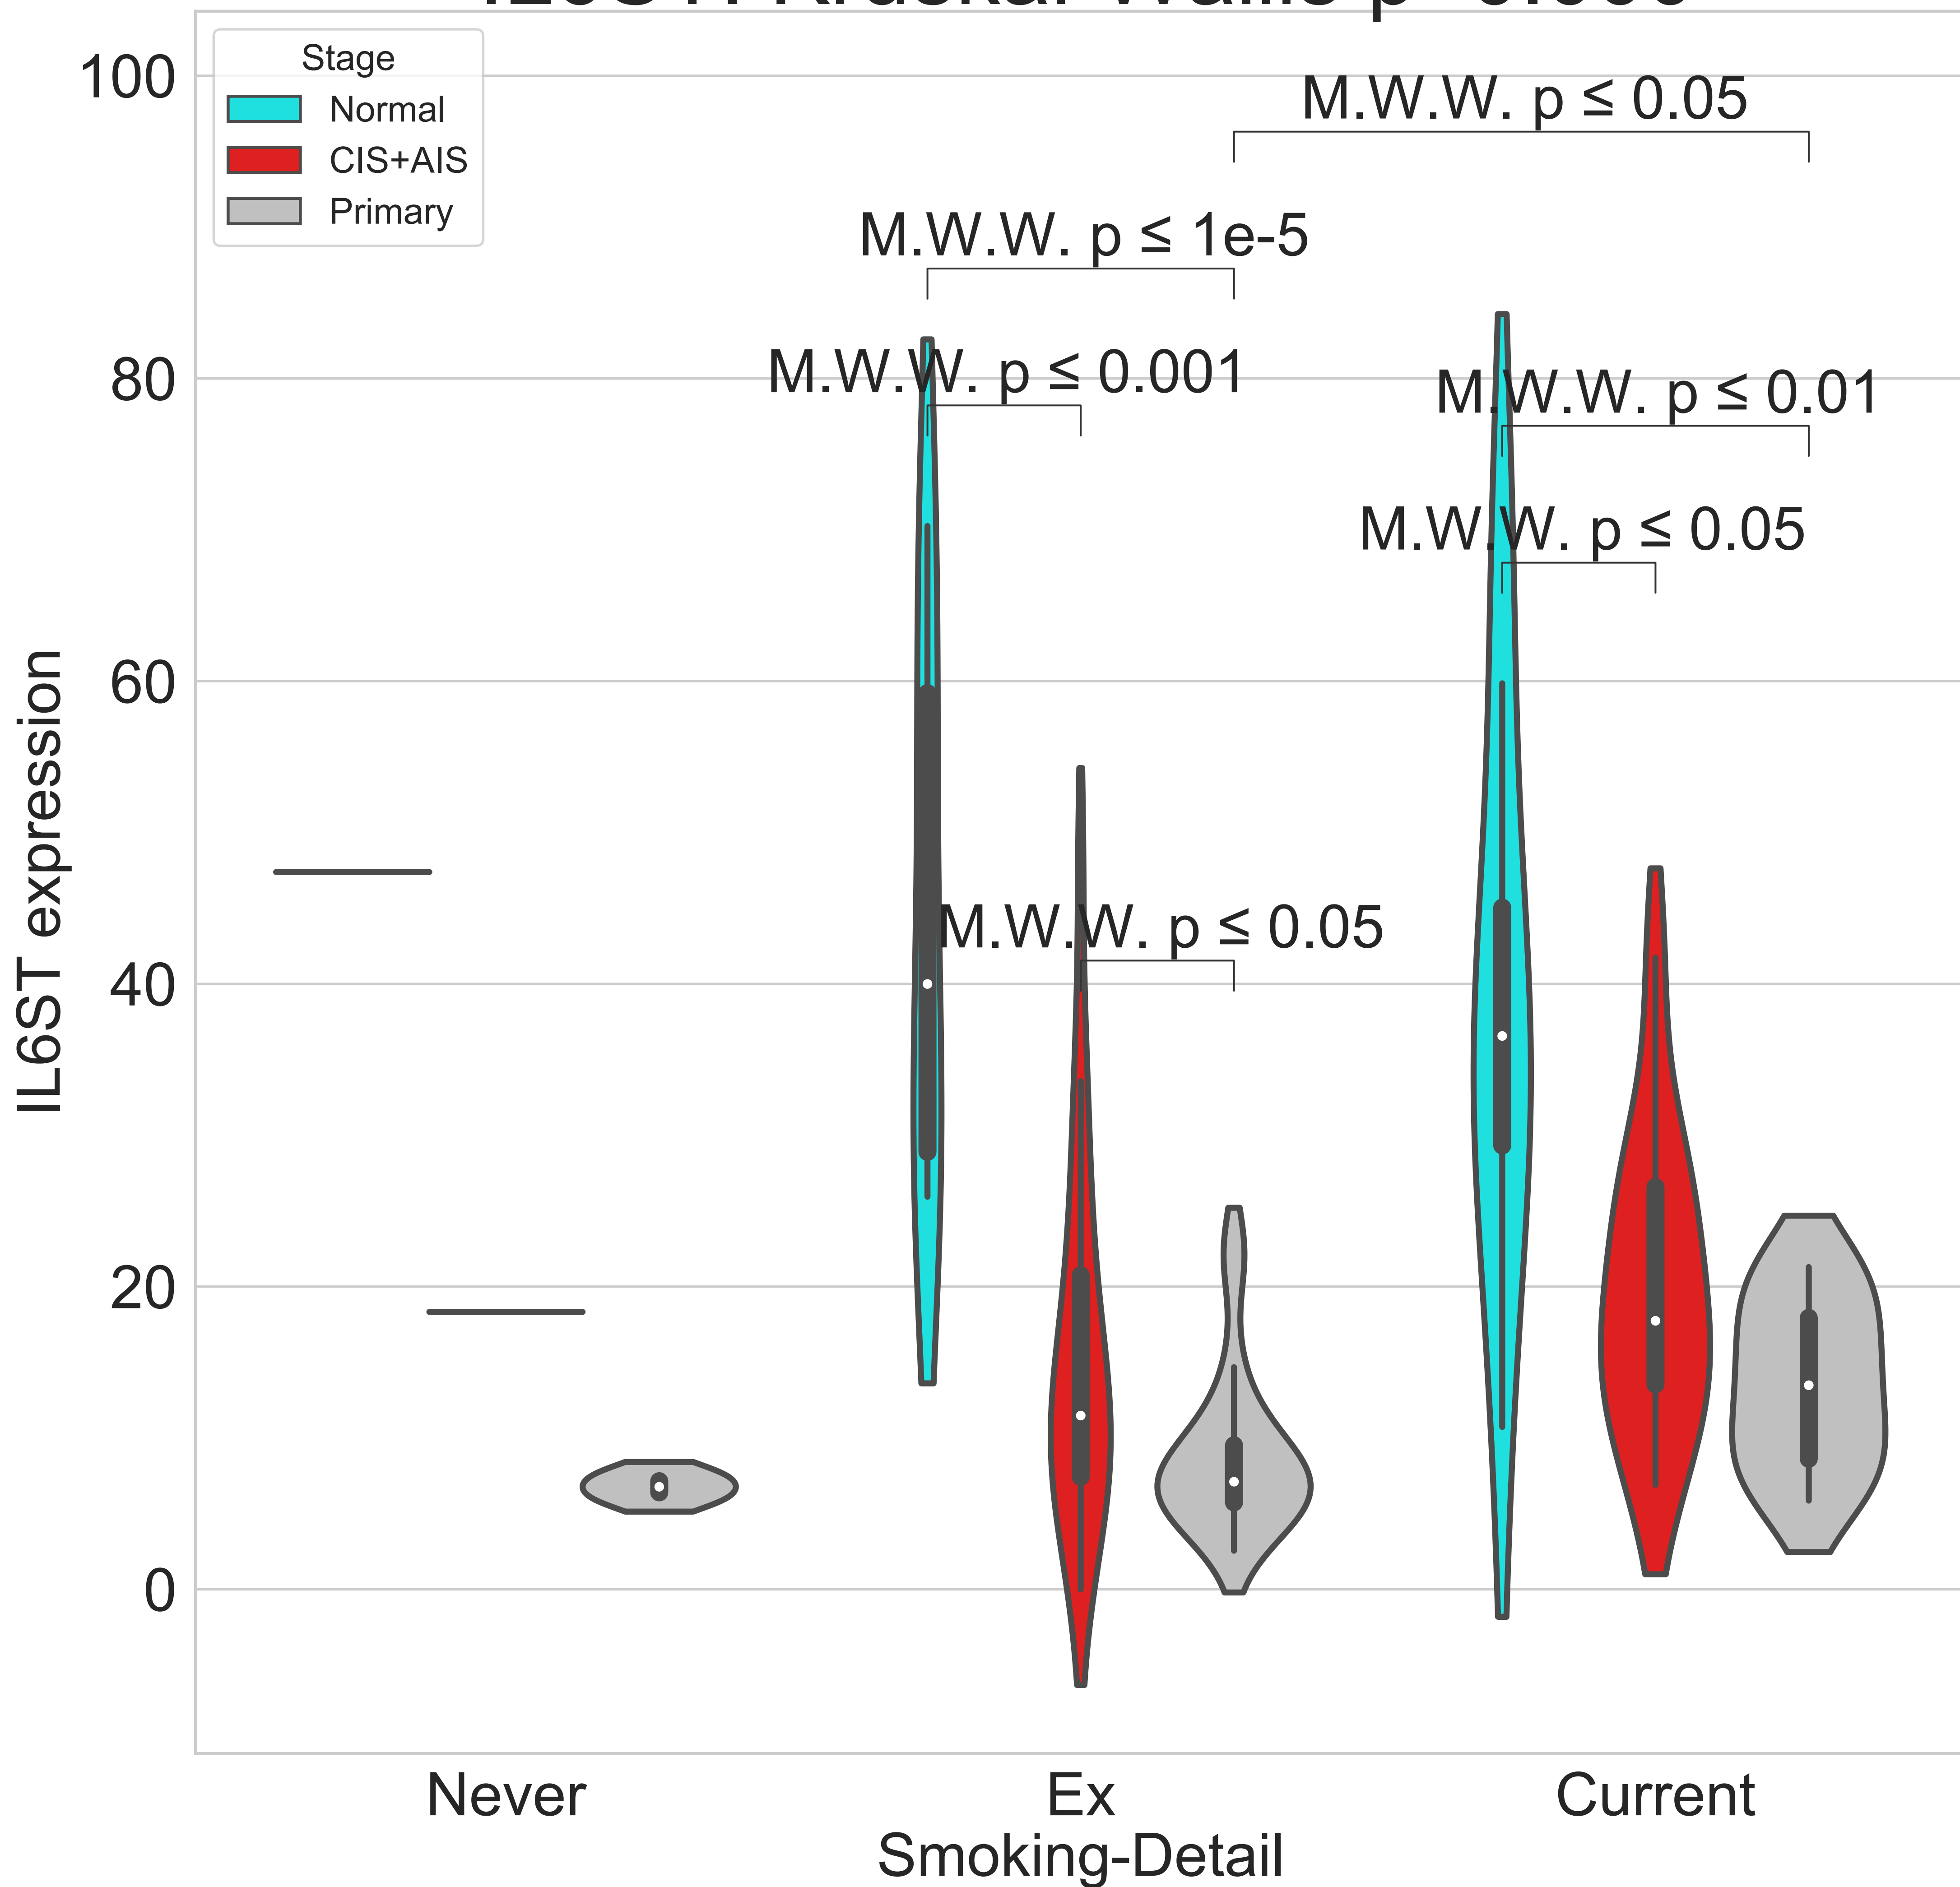 100
80
60
40
20
0
IL6ST expression
Stage
Normal
CIS+AIS
Primary
M.W.W. p ≤ 0.05
M.W.W. p ≤ 1e-5
M.W.W. p ≤ 0.001
M.W.W. p ≤ 0.01
M.W.W. p ≤ 0.05
M.W.W. p ≤ 0.05
Never
Ex
Current
Smoking-Detail